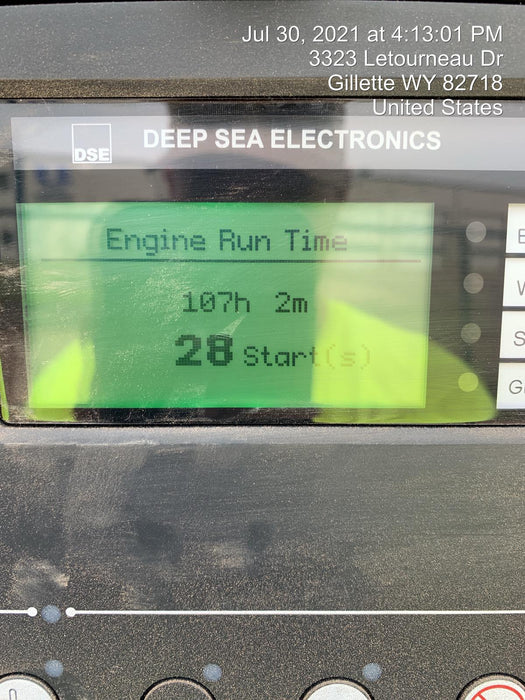 Jul 30, 2021 at 4:13:01 PM
3323 Letourneau Dr
Gillette WY 82718
United States
DSE
DEEP SEA ELECTRONICS
Engine Run Time
107h 2m
28 Start(s)